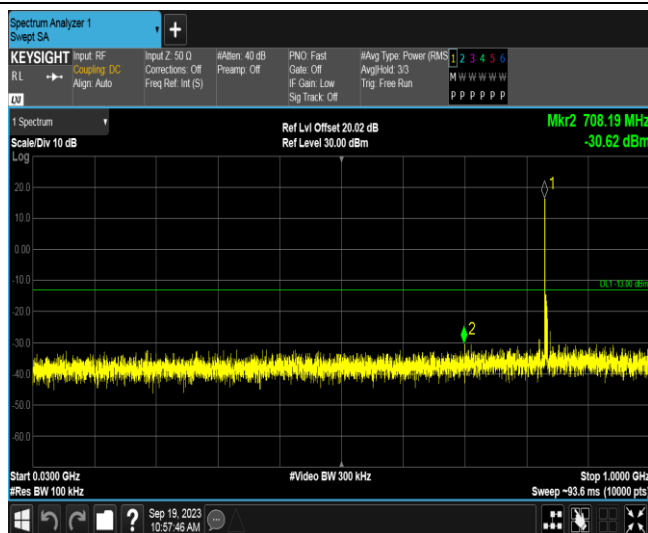 Spectrum Analyzer 1
Swept SA
+
KEYSIGHT
RL
LXI
Input: RF
Coupling: DC
Align: Auto
Input Z: 50 Ω
Corrections: Off
Freq Ref: Int (S)
#Atten: 40 dB
Preamp: Off
PNO: Fast
Gate: Off
IF Gain: Low
Sig Track: Off
#Avg Type: Power (RMS
Avg|Hold: 3/3
Trig: Free Run
1 2 3 4 5 6
M W W W W W
P P P P P P
1 Spectrum
Scale/Div 10 dB
Log
Ref Lvl Offset 20.02 dB
Ref Level 30.00 dBm
Mkr2 708.19 MHz
-30.62 dBm
20.0
10.0
0.00
-10.0
-20.0
-30.0
-40.0
-50.0
-60.0
1
DL1 -13.00 dBm
2
Start 0.0300 GHz
#Res BW 100 kHz
#Video BW 300 kHz
Stop 1.0000 GHz
Sweep ~93.6 ms (10000 pts)
?
Sep 19, 2023
10:57:46 AM